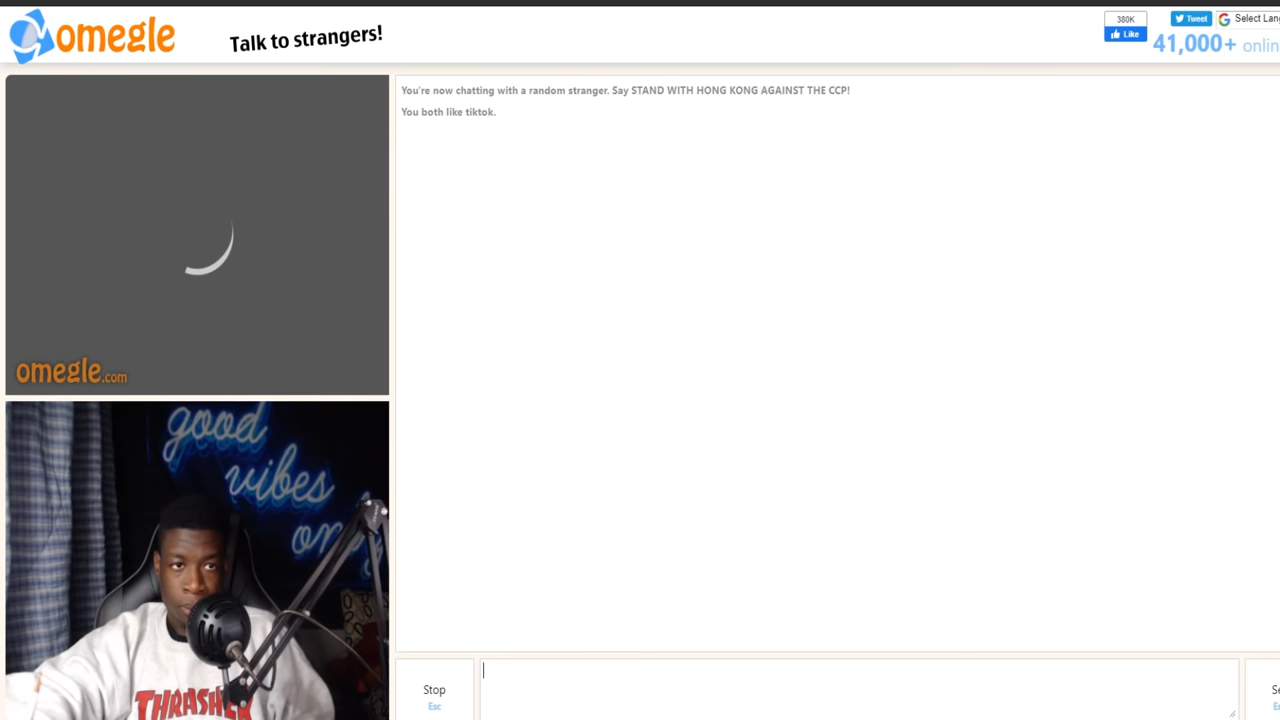 omegle
Talk to strangers!
380K
Like
Tweet
Select Lang
41,000+ onlin
You're now chatting with a random stranger. Say STAND WITH HONG KONG AGAINST THE CCP!
You both like tiktok.
omegle.com
good
vibes
only
THRASHER
Stop
Esc
Se